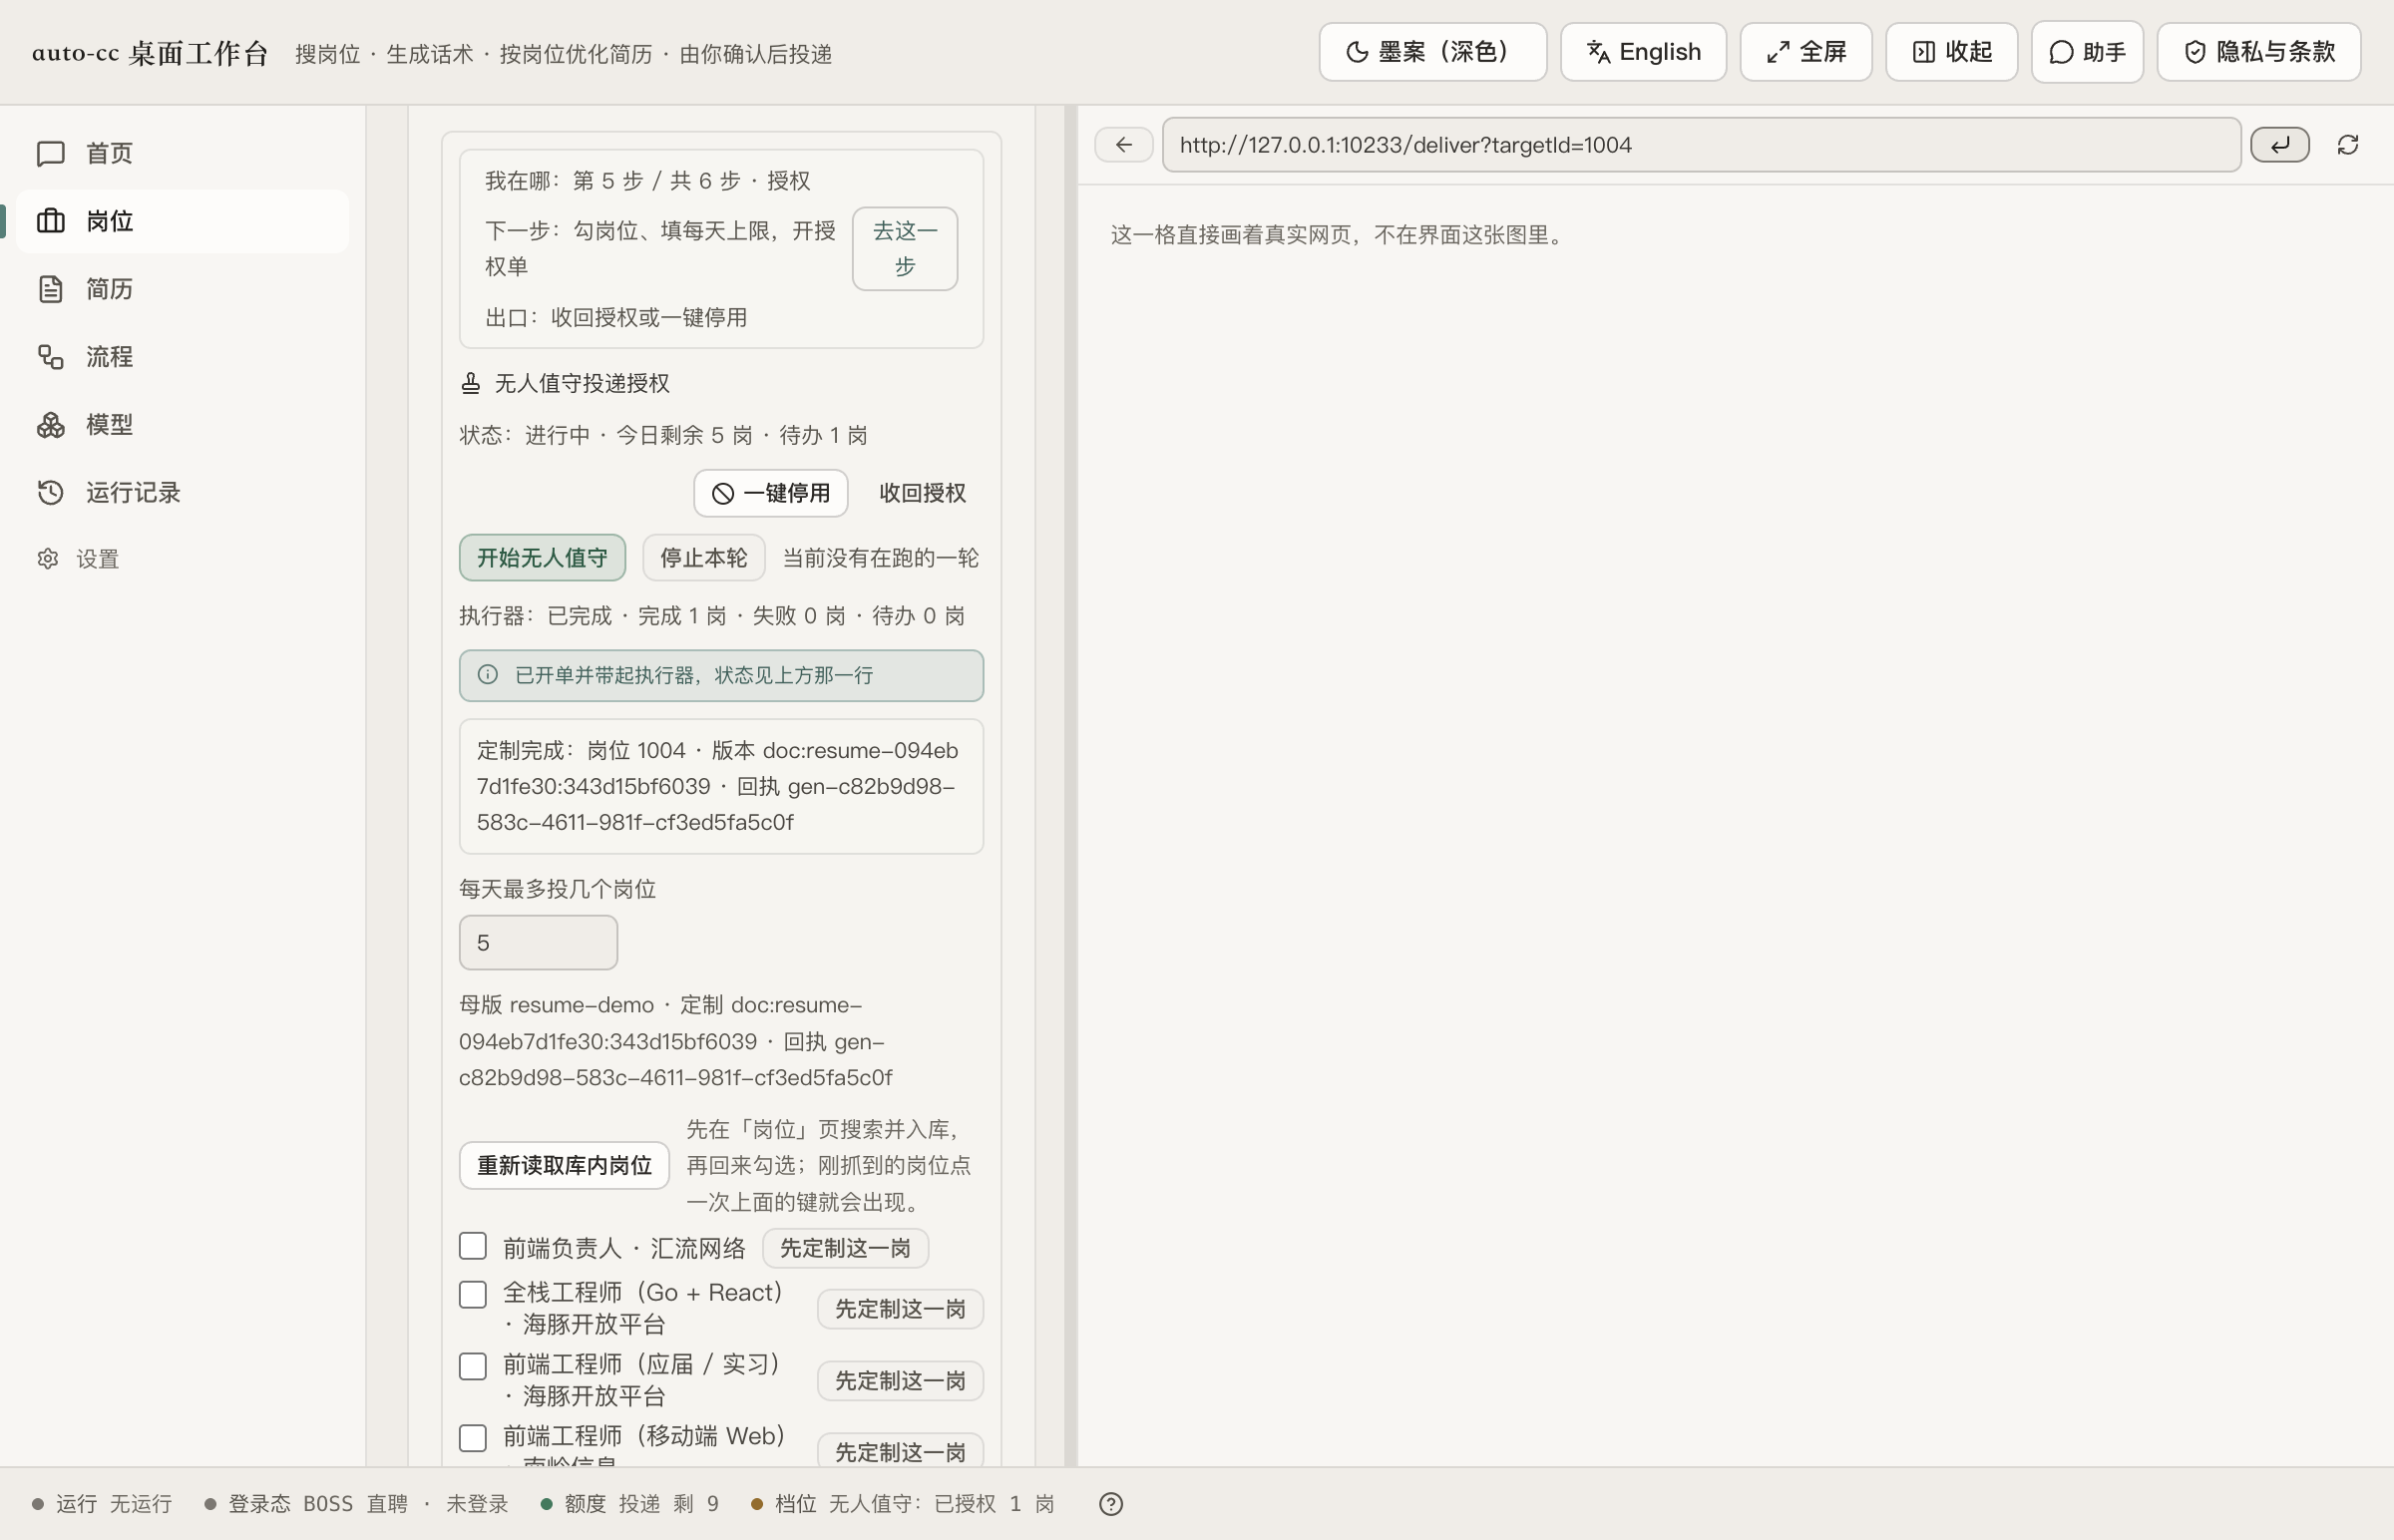 auto-cc 桌面工作台
搜岗位 · 生成话术 · 按岗位优化简历 · 由你确认后投递
墨案（深色）
English
全屏
收起
助手
隐私与条款
首页
岗位
简历
流程
模型
运行记录
设置
我在哪：第 5 步 / 共 6 步 · 授权
下一步：勾岗位、填每天上限，开授
权单
去这一
步
出口：收回授权或一键停用
无人值守投递授权
状态：进行中 · 今日剩余 5 岗 · 待办 1 岗
一键停用
收回授权
开始无人值守
停止本轮
当前没有在跑的一轮
执行器：已完成 · 完成 1 岗 · 失败 0 岗 · 待办 0 岗
已开单并带起执行器，状态见上方那一行
定制完成：岗位 1004 · 版本 doc:resume-094eb
7d1fe30:343d15bf6039 · 回执 gen-c82b9d98-
583c-4611-981f-cf3ed5fa5c0f
每天最多投几个岗位
5
母版 resume-demo · 定制 doc:resume-
094eb7d1fe30:343d15bf6039 · 回执 gen-
c82b9d98-583c-4611-981f-cf3ed5fa5c0f
重新读取库内岗位
先在「岗位」页搜索并入库，
再回来勾选；刚抓到的岗位点
一次上面的键就会出现。
前端负责人 · 汇流网络
先定制这一岗
全栈工程师（Go + React）
· 海豚开放平台
先定制这一岗
前端工程师（应届 / 实习）
· 海豚开放平台
先定制这一岗
前端工程师（移动端 Web）
先定制这一岗
http://127.0.0.1:10233/deliver?targetId=1004
这一格直接画着真实网页，不在界面这张图里。
运行 无运行
登录态 BOSS 直聘 · 未登录
额度 投递 剩 9
档位 无人值守：已授权 1 岗